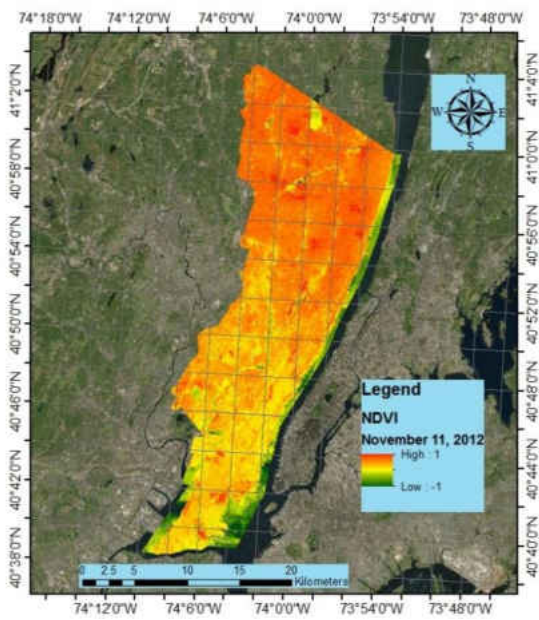 74°18'0"W 74°12'0"W 74°6'0"W 74°0'0"W 73°54'0"W 73°48'0"W
41°2'0"N
40°58'0"N
40°54'0"N
40°50'0"N
40°46'0"N
40°42'0"N
40°38'0"N
N
W E
S
41°4'0"N
41°0'0"N
40°56'0"N
40°52'0"N
40°48'0"N
40°44'0"N
40°40'0"N
Legend
NDVI
November 11, 2012
High : 1
Low : -1
0 2.5 5 10 15 20
Kilometers
74°12'0"W 74°6'0"W 74°0'0"W 73°54'0"W 73°48'0"W